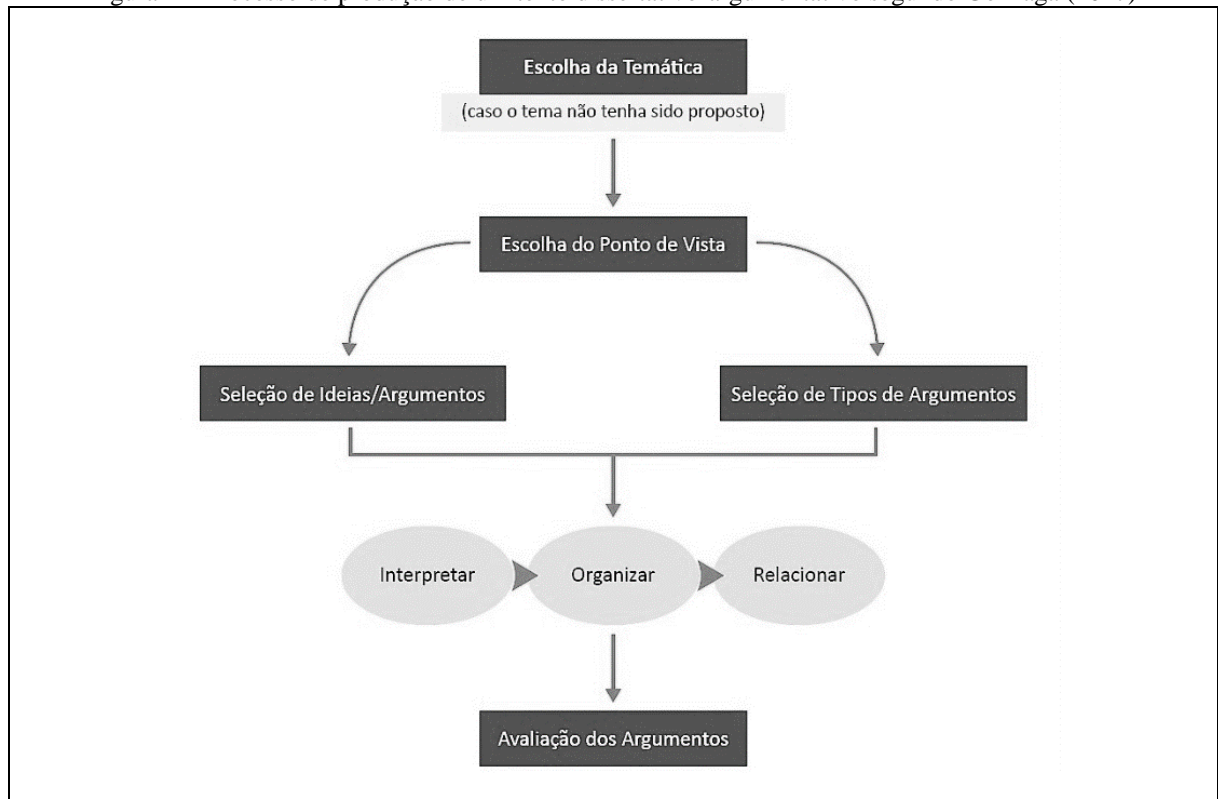 Escolha da Temática
(caso o tema não tenha sido proposto)
Escolha do Ponto de Vista
Seleção de Ideias/Argumentos
Seleção de Tipos de Argumentos
Interpretar
Organizar
Relacionar
Avaliação dos Argumentos